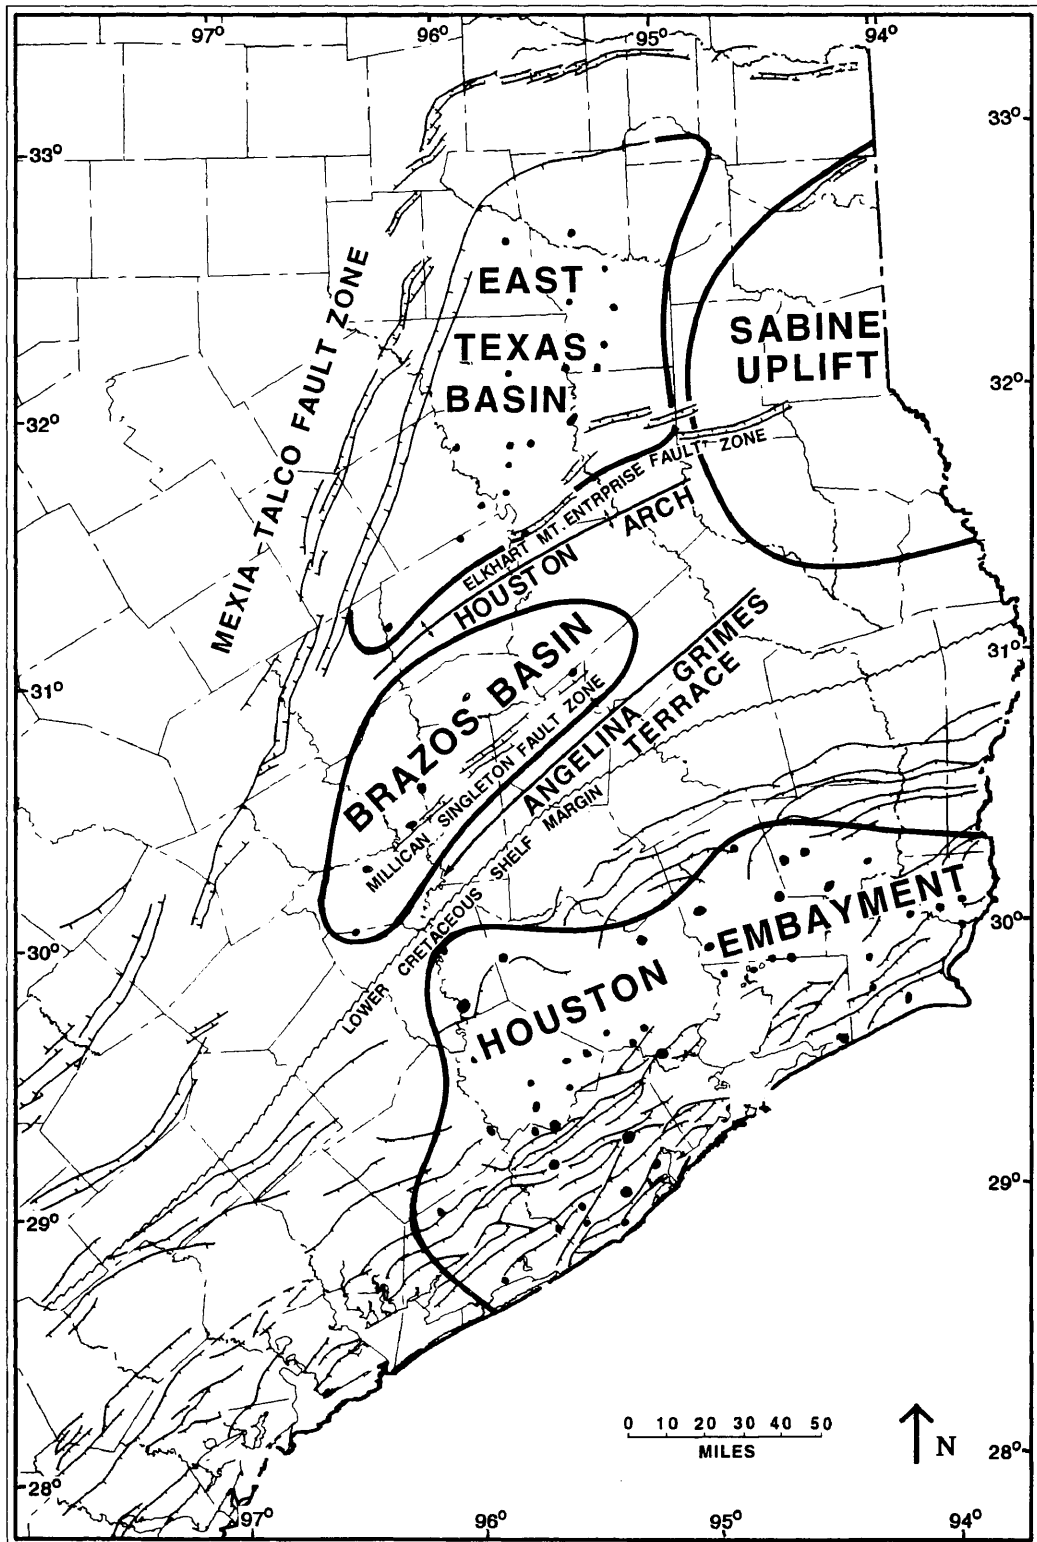 97° 96° 95° 94°
33°
33°
EAST
TEXAS
BASIN
SABINE
UPLIFT
32°
32°
MEXIA-TALCO FAULT ZONE
ELKHART MT. ENTRPRISE FAULT ZONE
HOUSTON ARCH
31°
31°
BRAZOS BASIN
MILLICAN SINGLETON FAULT ZONE
ANGELINA GRIMES
TERRACE
LOWER CRETACEOUS SHELF MARGIN
30°
30°
HOUSTON EMBAYMENT
29°
29°
0 10 20 30 40 50
MILES
N
28°
28°
97° 96° 95° 94°